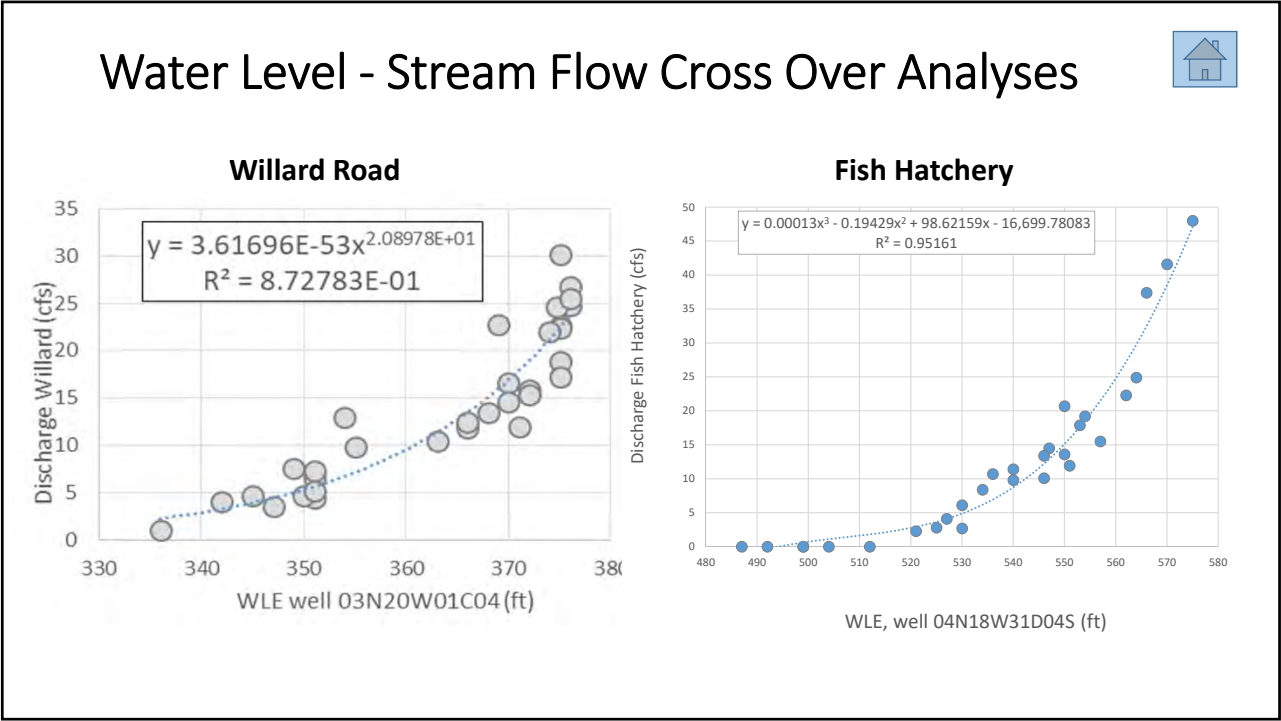 Water Level - Stream Flow Cross Over Analyses
Willard Road
35
30
25
20
15
10
5
0
y = 3.61696E-53x^2.08978E+01
R² = 8.72783E-01
Discharge Willard (cfs)
330 340 350 360 370 380
WLE well 03N20W01C04 (ft)
Fish Hatchery
50
45
40
35
30
25
20
15
10
5
0
y = 0.00013x³ - 0.19429x² + 98.62159x - 16,699.78083
R² = 0.95161
Discharge Fish Hatchery (cfs)
480 490 500 510 520 530 540 550 560 570 580
WLE, well 04N18W31D04S (ft)